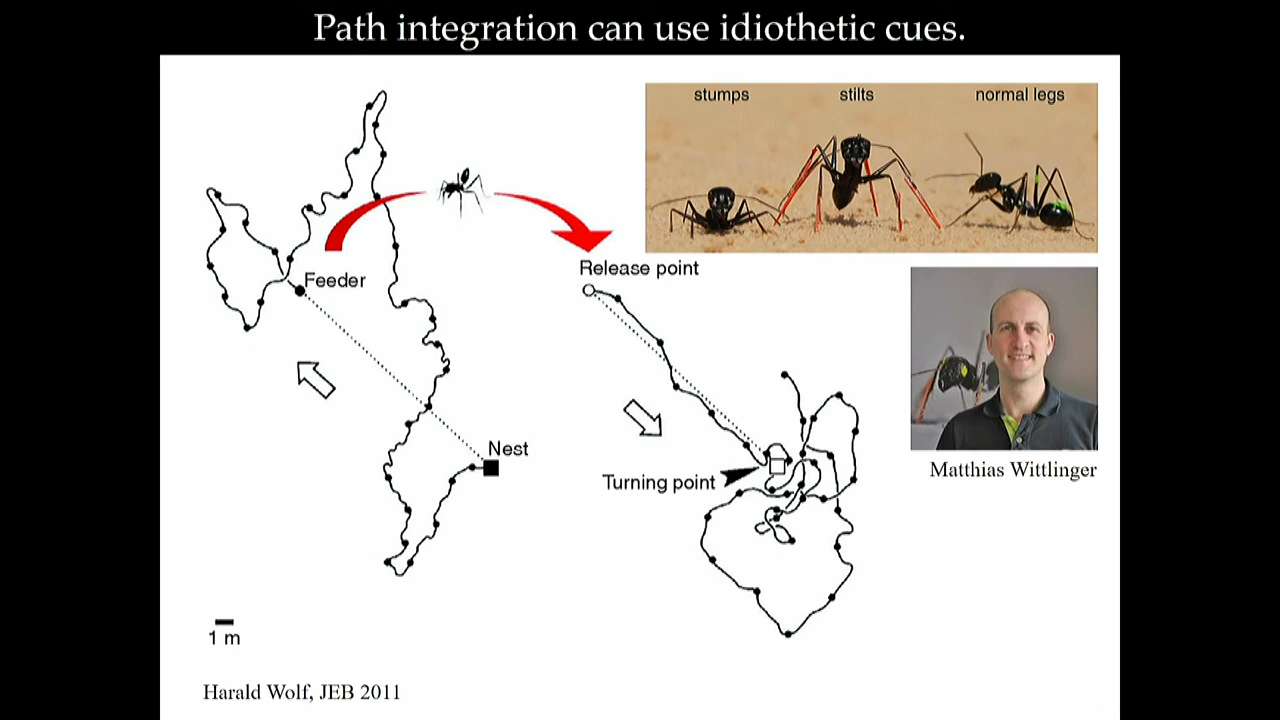 Path integration can use idiothetic cues.
stumps
stilts
normal legs
Feeder
Release point
Nest
Turning point
Matthias Wittlinger
1 m
Harald Wolf, JEB 2011